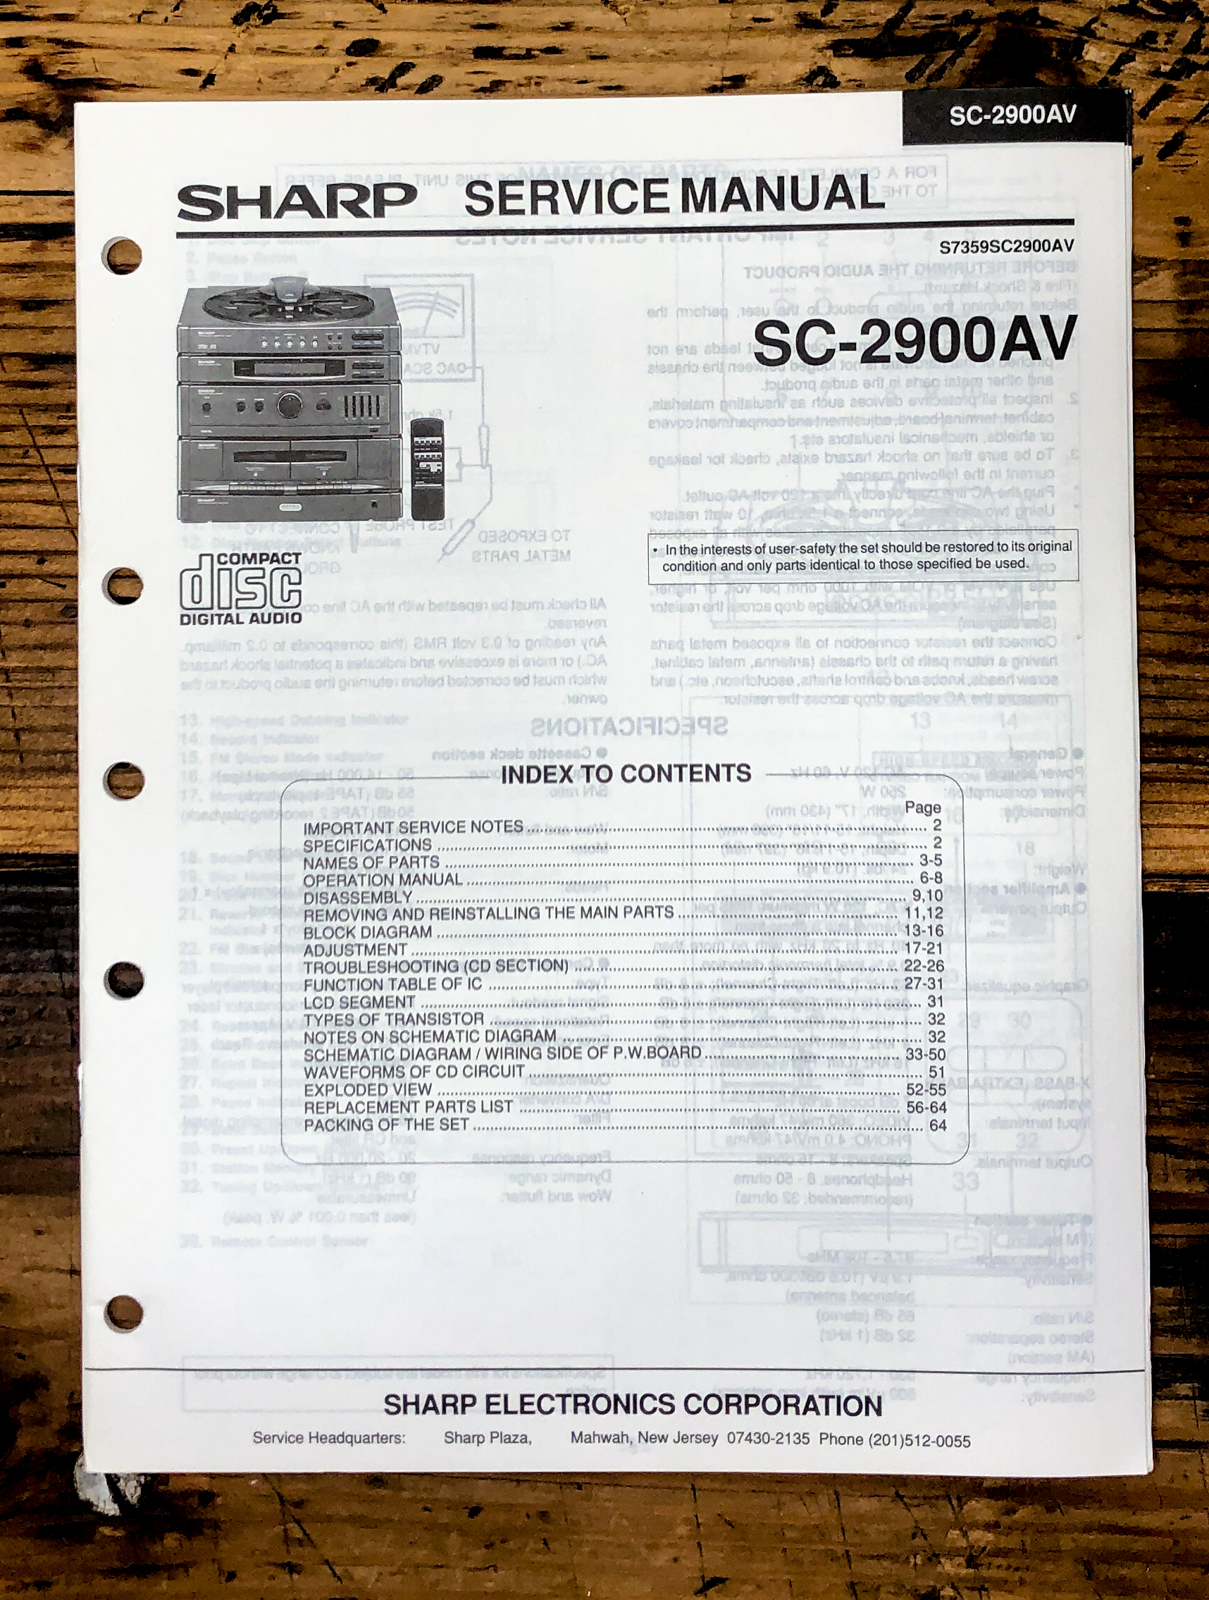 SC-2900AV
SHARP SERVICE MANUAL
S7359SC2900AV
SC-2900AV
• In the interests of user-safety the set should be restored to its original
condition and only parts identical to those specified be used.
COMPACT
disc
DIGITAL AUDIO
INDEX TO CONTENTS
Page
IMPORTANT SERVICE NOTES 2
SPECIFICATIONS 2
NAMES OF PARTS 3-5
OPERATION MANUAL 6-8
DISASSEMBLY 9,10
REMOVING AND REINSTALLING THE MAIN PARTS 11,12
BLOCK DIAGRAM 13-16
ADJUSTMENT 17-21
TROUBLESHOOTING (CD SECTION) 22-26
FUNCTION TABLE OF IC 27-31
LCD SEGMENT 31
TYPES OF TRANSISTOR 32
NOTES ON SCHEMATIC DIAGRAM 32
SCHEMATIC DIAGRAM / WIRING SIDE OF P.W.BOARD 33-50
WAVEFORMS OF CD CIRCUIT 51
EXPLODED VIEW 52-55
REPLACEMENT PARTS LIST 56-64
PACKING OF THE SET 64
SHARP ELECTRONICS CORPORATION
Service Headquarters: Sharp Plaza, Mahwah, New Jersey 07430-2135 Phone (201)512-0055